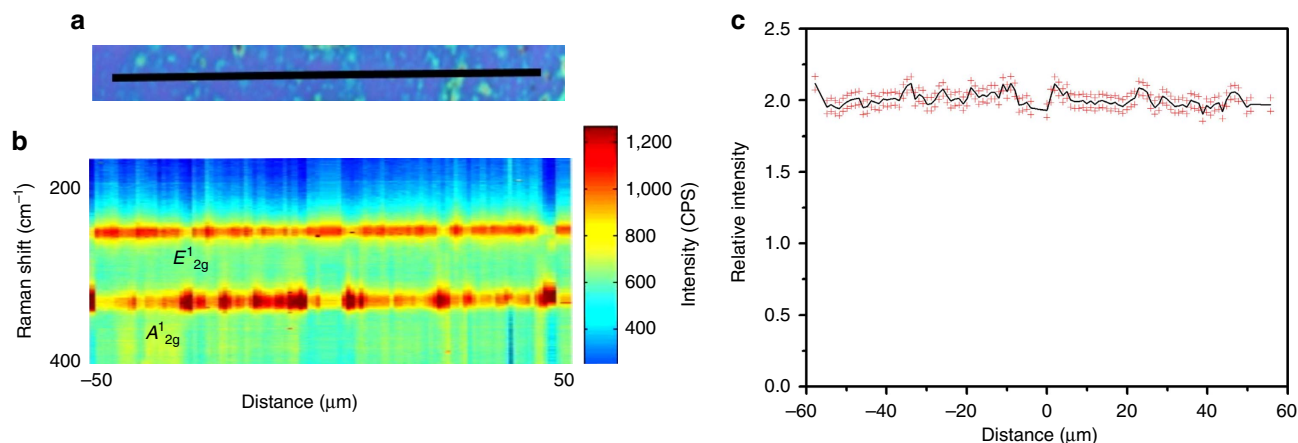 a
b
Raman shift (cm⁻¹)
200
400
E¹₂g
A¹₂g
−50
50
Distance (μm)
1,200
1,000
800
600
400
Intensity (CPS)
c
Relative intensity
2.5
2.0
1.5
1.0
0.5
0.0
−60
−40
−20
0
20
40
60
Distance (μm)